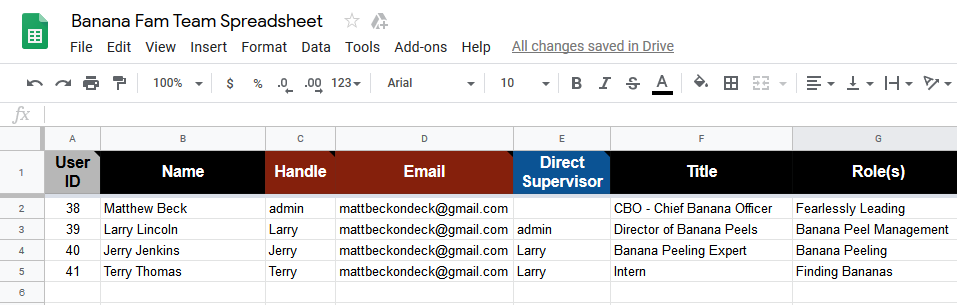 Banana Fam Team Spreadsheet
File Edit View Insert Format Data Tools Add-ons Help All changes saved in Drive
100% $ % .0 .00 123 Arial 10 B I S A
fx
A B C D E F G
1 User ID Name Handle Email Direct Supervisor Title Role(s)
2 38 Matthew Beck admin mattbeckondeck@gmail.com CBO - Chief Banana Officer Fearlessly Leading
3 39 Larry Lincoln Larry mattbeckondeck@gmail.com admin Director of Banana Peels Banana Peel Management
4 40 Jerry Jenkins Jerry mattbeckondeck@gmail.com Larry Banana Peeling Expert Banana Peeling
5 41 Terry Thomas Terry mattbeckondeck@gmail.com Larry Intern Finding Bananas
6